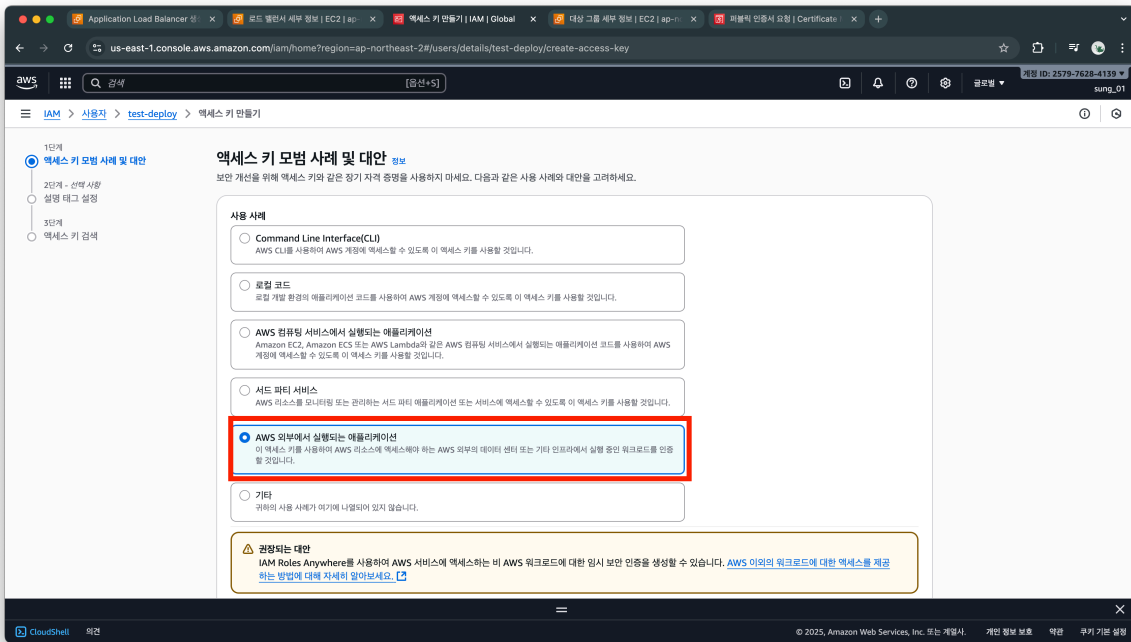 Application Load Balancer 생
로드 밸런서 세부 정보 | EC2 | ap-
액세스 키 만들기 | IAM | Global
대상 그룹 세부 정보 | EC2 | ap-n
퍼블릭 인증서 요청 | Certificate
us-east-1.console.aws.amazon.com/iam/home?region=ap-northeast-2#/users/details/test-deploy/create-access-key
aws
검색
[옵션+S]
글로벌
계정 ID: 2579-7628-4139
sung_01
IAM > 사용자 > test-deploy > 액세스 키 만들기
1단계
액세스 키 모범 사례 및 대안
2단계 - 선택 사항
설명 태그 설정
3단계
액세스 키 검색
액세스 키 모범 사례 및 대안 정보
보안 개선을 위해 액세스 키와 같은 장기 자격 증명을 사용하지 마세요. 다음과 같은 사용 사례와 대안을 고려하세요.
사용 사례
Command Line Interface(CLI)
AWS CLI를 사용하여 AWS 계정에 액세스할 수 있도록 이 액세스 키를 사용할 것입니다.
로컬 코드
로컬 개발 환경의 애플리케이션 코드를 사용하여 AWS 계정에 액세스할 수 있도록 이 액세스 키를 사용할 것입니다.
AWS 컴퓨팅 서비스에서 실행되는 애플리케이션
Amazon EC2, Amazon ECS 또는 AWS Lambda와 같은 AWS 컴퓨팅 서비스에서 실행되는 애플리케이션 코드를 사용하여 AWS
계정에 액세스할 수 있도록 이 액세스 키를 사용할 것입니다.
서드 파티 서비스
AWS 리소스를 모니터링 또는 관리하는 서드 파티 애플리케이션 또는 서비스에 액세스할 수 있도록 이 액세스 키를 사용할 것입니다.
AWS 외부에서 실행되는 애플리케이션
이 액세스 키를 사용하여 AWS 리소스에 액세스해야 하는 AWS 외부의 데이터 센터 또는 기타 인프라에서 실행 중인 워크로드를 인증
할 것입니다.
기타
귀하의 사용 사례가 여기에 나열되어 있지 않습니다.
권장되는 대안
IAM Roles Anywhere를 사용하여 AWS 서비스에 액세스하는 비 AWS 워크로드에 대한 임시 보안 인증을 생성할 수 있습니다. AWS 이외의 워크로드에 대한 액세스를 제공
하는 방법에 대해 자세히 알아보세요.
CloudShell
의견
© 2025, Amazon Web Services, Inc. 또는 계열사.
개인 정보 보호
약관
쿠키 기본 설정